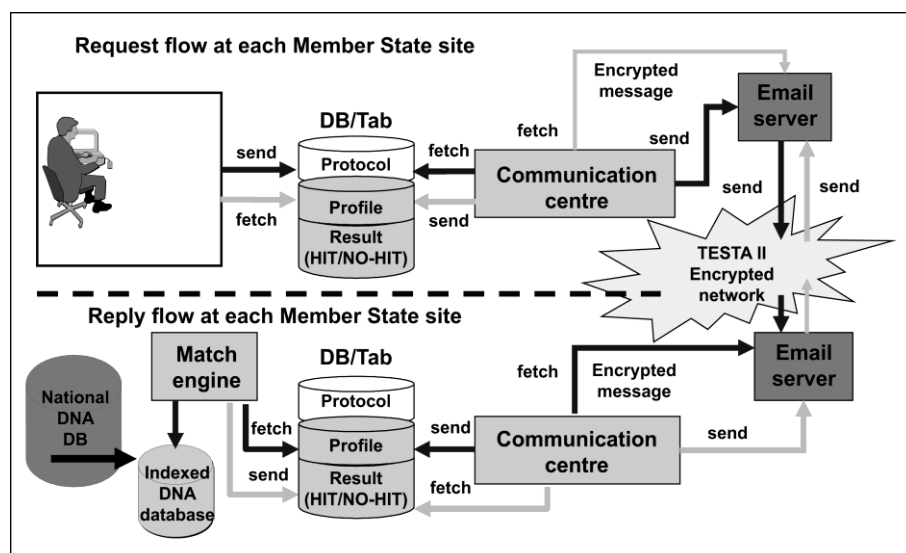 Request flow at each Member State site
Encrypted
message
Email
server
DB/Tab
fetch
send
Protocol
fetch
send
Communication
centre
send
send
fetch
Profile
send
Result
(HIT/NO-HIT)
TESTA II
Encrypted
network
Reply flow at each Member State site
Match
engine
DB/Tab
fetch
Encrypted
message
Email
server
National
DNA
DB
Protocol
fetch
Profile
send
Communication
centre
send
send
Indexed
DNA
database
Result
(HIT/NO-HIT)
fetch